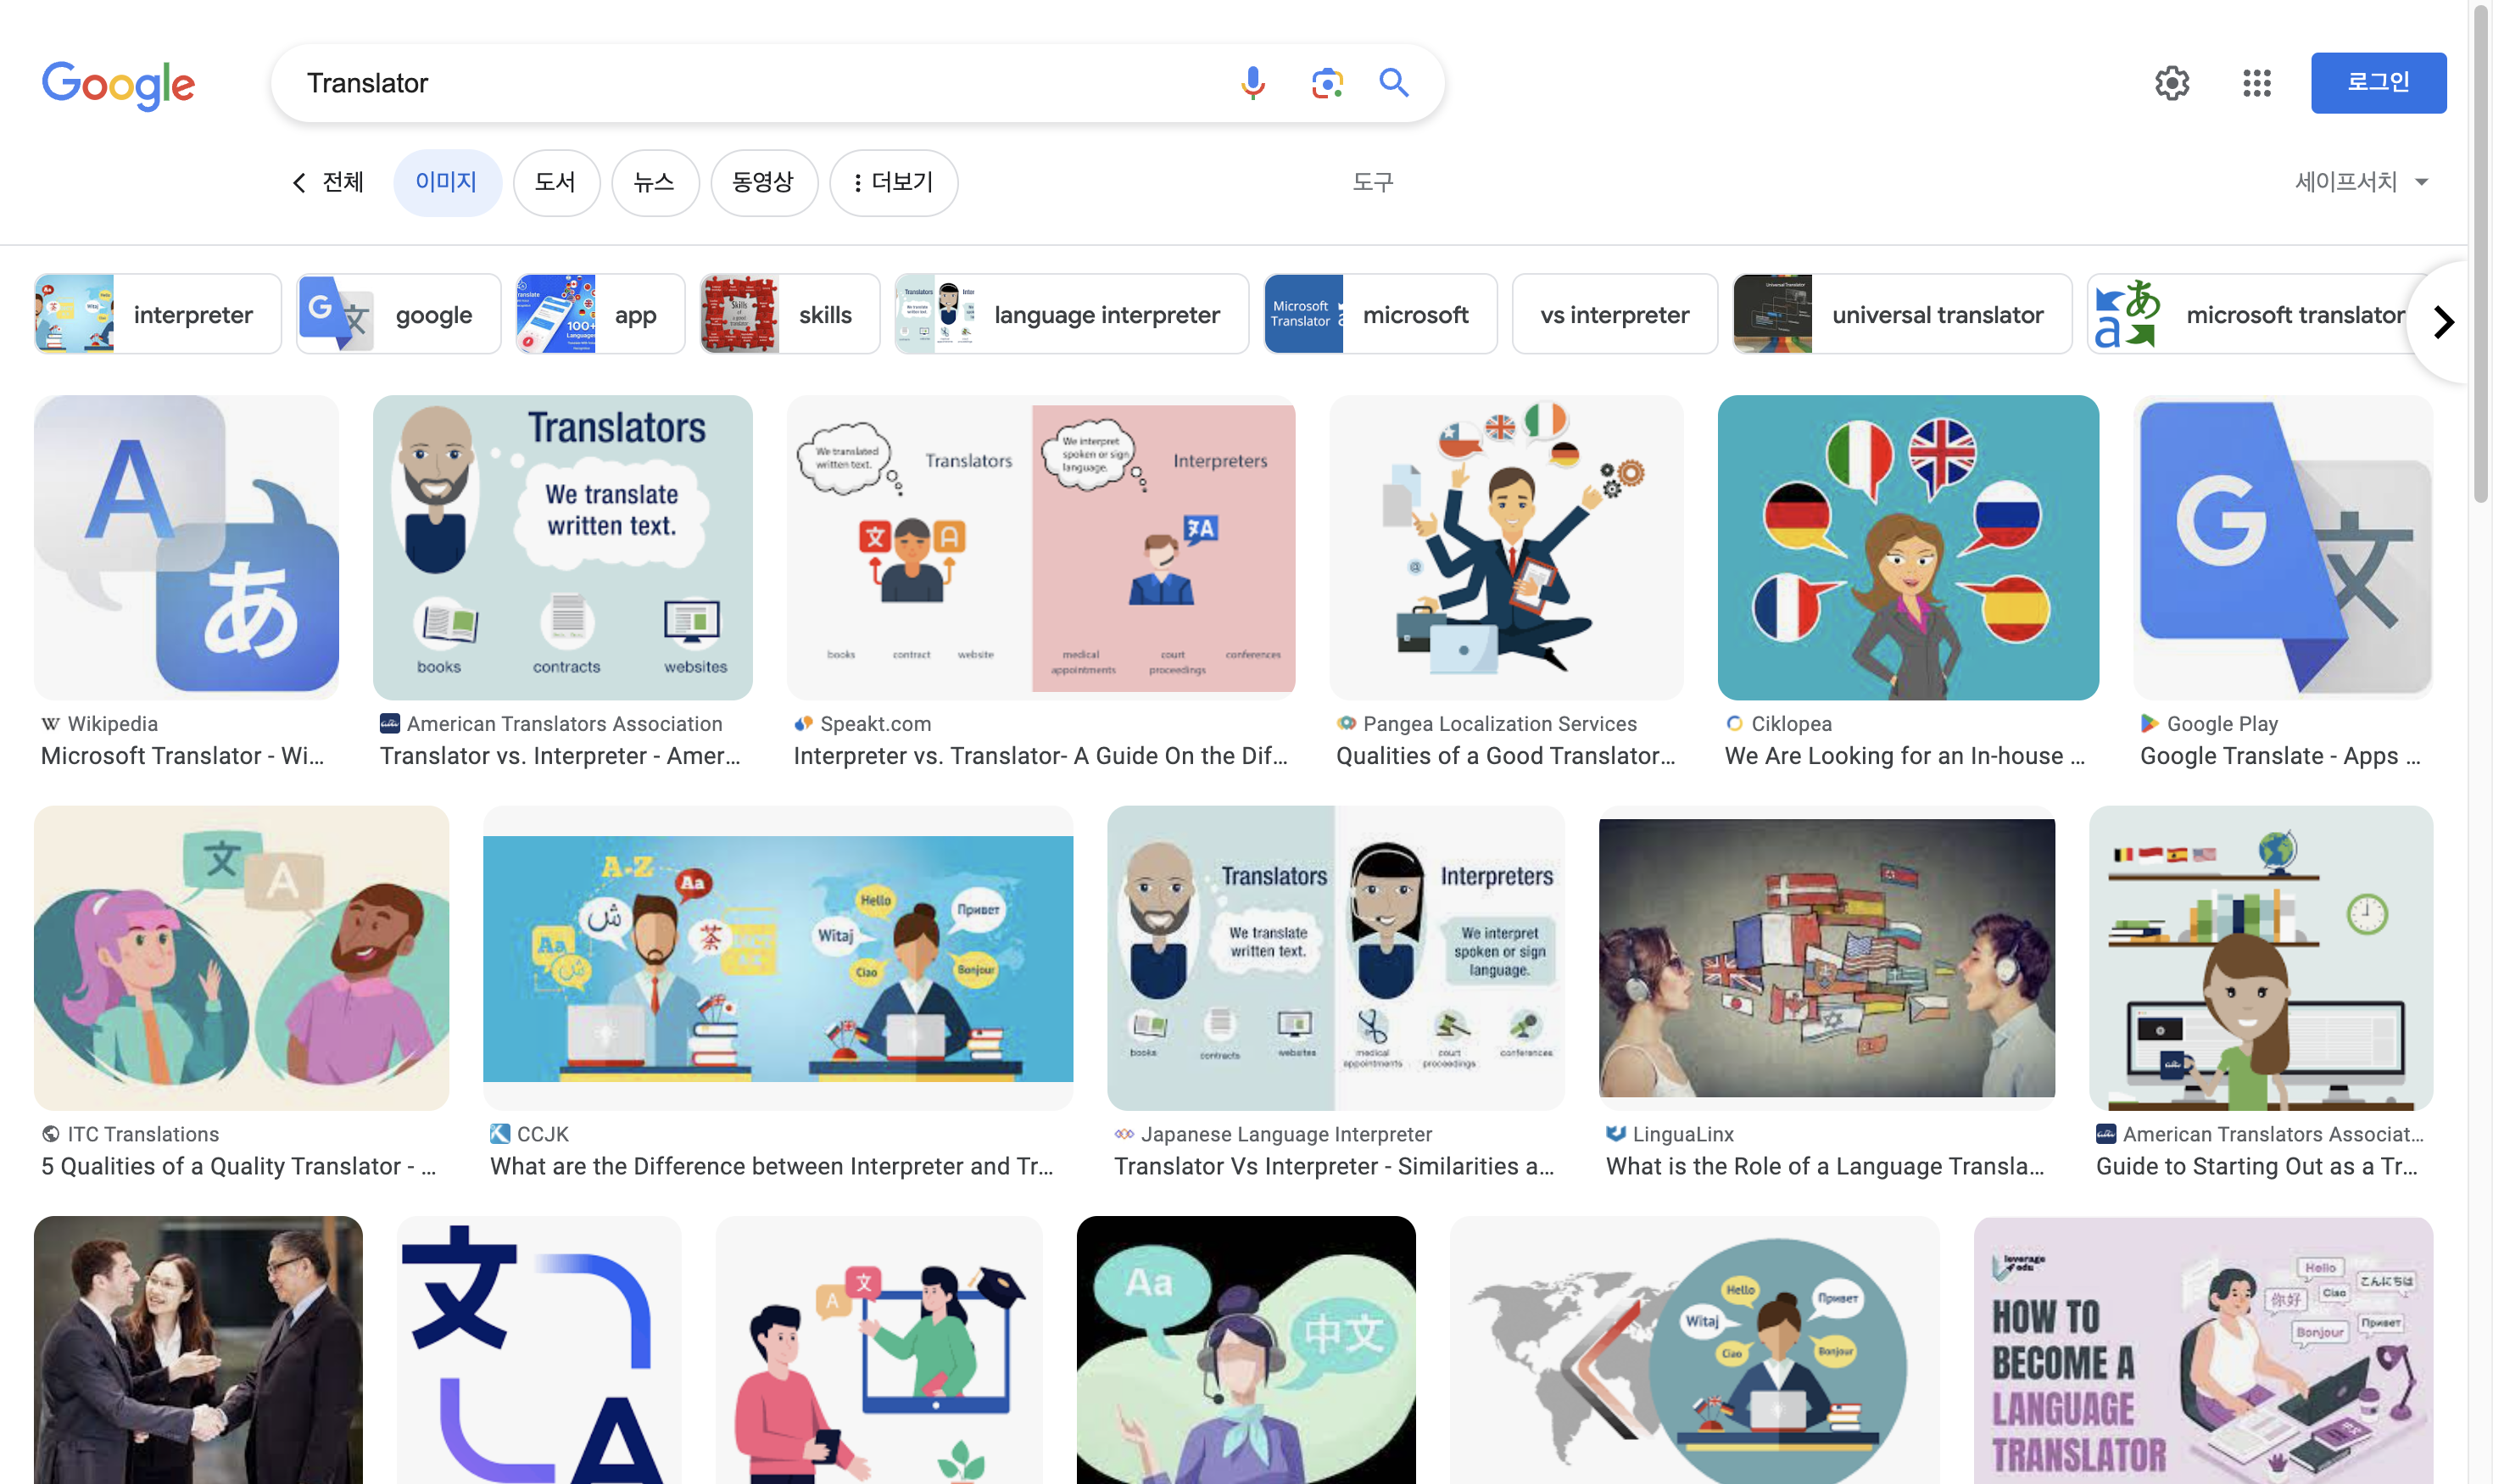 Google
Translator
로그인
전체
이미지
도서
뉴스
동영상
더보기
도구
세이프서치
interpreter
google
app
skills
language interpreter
Microsoft
Translator
microsoft
vs interpreter
universal translator
microsoft translator
A
あ
Translators
We translate
written text.
books
contracts
websites
We translated
written text.
Translators
文
A
books
contract
website
We interpret
spoken or sign
language.
Interpreters
medical
appointments
court
proceedings
conferences
G
文
Wikipedia
Microsoft Translator - Wi...
American Translators Association
Translator vs. Interpreter - Amer...
Speakt.com
Interpreter vs. Translator- A Guide On the Dif...
Pangea Localization Services
Qualities of a Good Translator...
Ciklopea
We Are Looking for an In-house ...
Google Play
Google Translate - Apps ...
文
A
A-Z
Aa
ش
茶
Aa
ش
Hello
Привет
Witaj
Ciao
Bonjour
Translators
We translate
written text.
books
contracts
websites
Interpreters
We interpret
spoken or sign
language.
medical
appointments
court
proceedings
conferences
ITC Translations
5 Qualities of a Quality Translator - ...
CCJK
What are the Difference between Interpreter and Tr...
Japanese Language Interpreter
Translator Vs Interpreter - Similarities a...
LinguaLinx
What is the Role of a Language Transla...
American Translators Associat...
Guide to Starting Out as a Tr...
文
A
A
文
Aa
中文
Hello
Привет
Witaj
Ciao
Bonjour
leverage
edu
HOW TO
BECOME A
LANGUAGE
TRANSLATOR
Hello
こんにちは
你好
Ciao
Bonjour
Привет